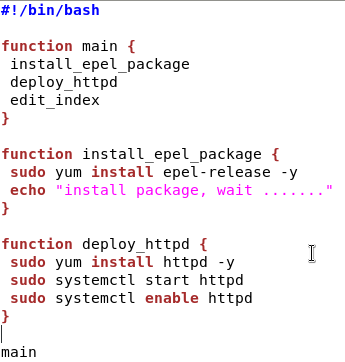 #!/bin/bash
function main {
install_epel_package
deploy_httpd
edit_index
}
function install_epel_package {
sudo yum install epel-release -y
echo "install package, wait ......."
}
function deploy_httpd {
sudo yum install httpd -y
sudo systemctl start httpd
sudo systemctl enable httpd
}
main